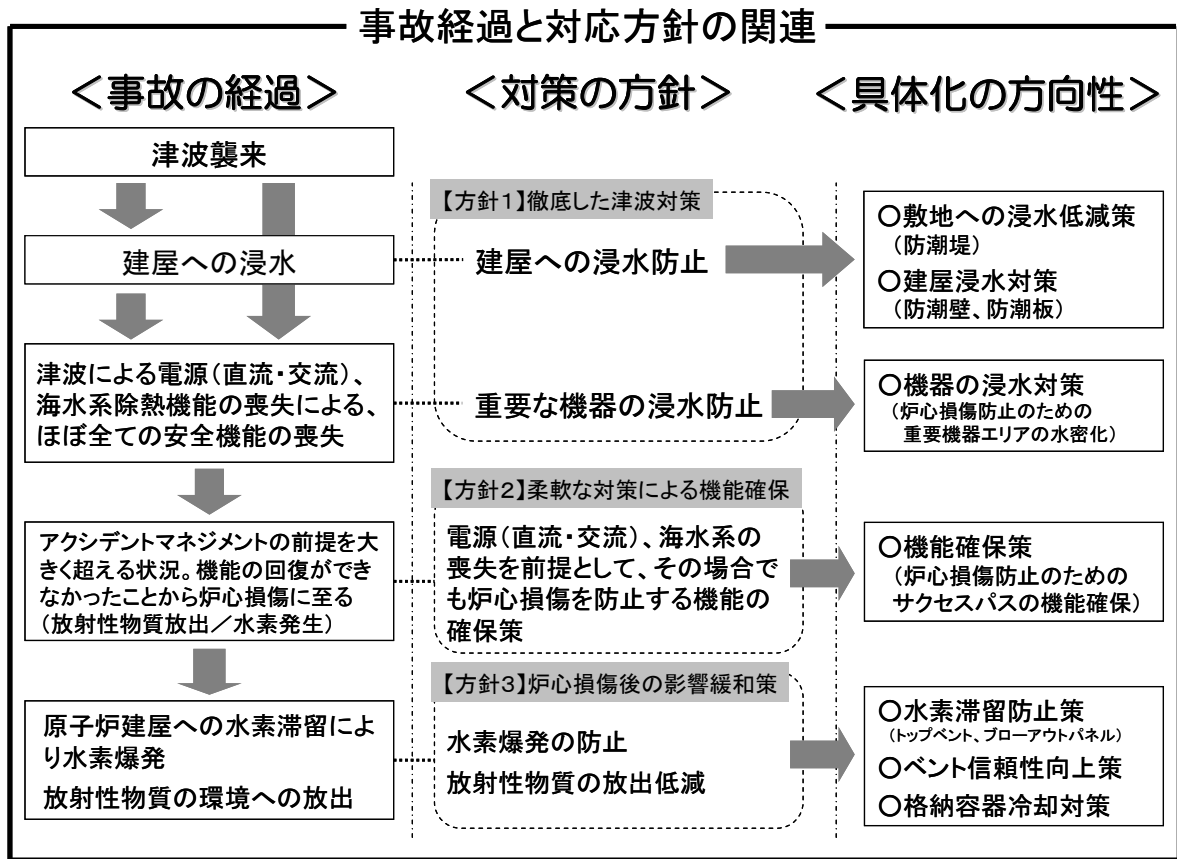 事故経過と対応方針の関連
＜事故の経過＞
＜対策の方針＞
＜具体化の方向性＞
津波襲来
建屋への浸水
津波による電源（直流・交流）、
海水系除熱機能の喪失による、
ほぼ全ての安全機能の喪失
アクシデントマネジメントの前提を大
きく超える状況。機能の回復ができ
なかったことから炉心損傷に至る
（放射性物質放出／水素発生）
原子炉建屋への水素滞留によ
り水素爆発
放射性物質の環境への放出
【方針１】徹底した津波対策
建屋への浸水防止
重要な機器の浸水防止
【方針２】柔軟な対策による機能確保
電源（直流・交流）、海水系の
喪失を前提として、その場合で
も炉心損傷を防止する機能の
確保策
【方針３】炉心損傷後の影響緩和策
水素爆発の防止
放射性物質の放出低減
○敷地への浸水低減策
（防潮堤）
○建屋浸水対策
（防潮壁、防潮板）
○機器の浸水対策
（炉心損傷防止のための
重要機器エリアの水密化）
○機能確保策
（炉心損傷防止のための
サクセスパスの機能確保）
○水素滞留防止策
（トップベント、ブローアウトパネル）
○ベント信頼性向上策
○格納容器冷却対策